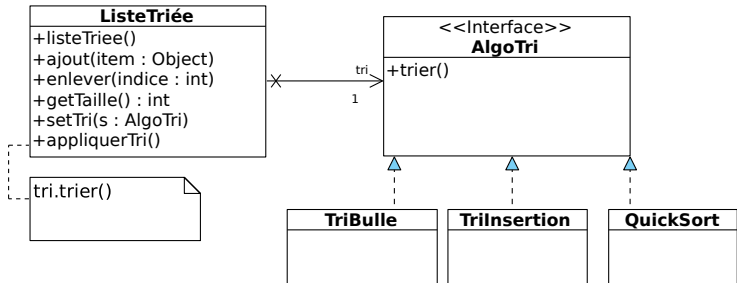 ListeTriée
+listeTriee()
+ajout(item : Object)
+enlever(indice : int)
+getTaille() : int
+setTri(s : AlgoTri)
+appliquerTri()
tri.trier()
tri
1
<<Interface>>
AlgoTri
+trier()
TriBulle
TriInsertion
QuickSort